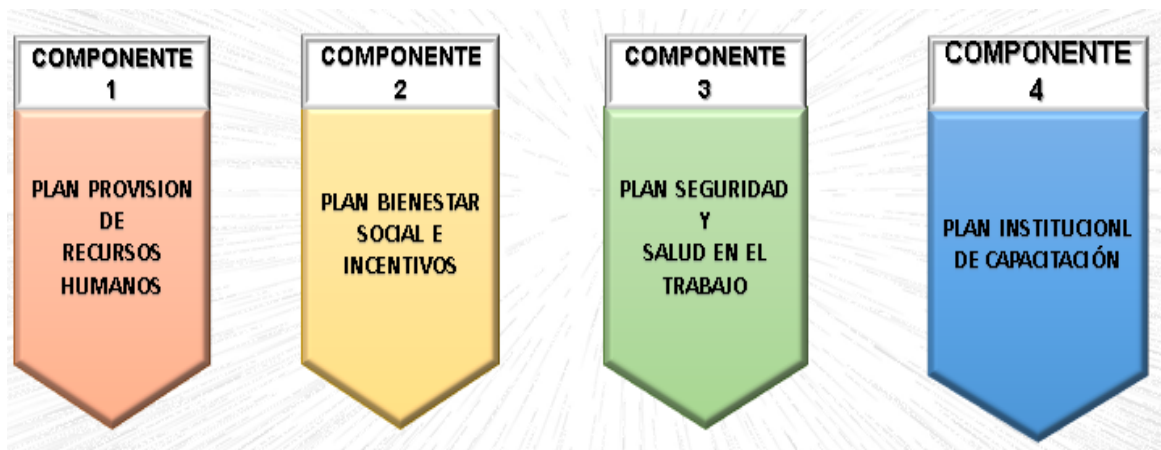 COMPONENTE
1
PLAN PROVISION
DE
RECURSOS
HUMANOS
COMPONENTE
2
PLAN BIENESTAR
SOCIAL E
INCENTIVOS
COMPONENTE
3
PLAN SEGURIDAD
Y
SALUD EN EL
TRABAJO
COMPONENTE
4
PLAN INSTITUCIONL
DE CAPACITACIÓN